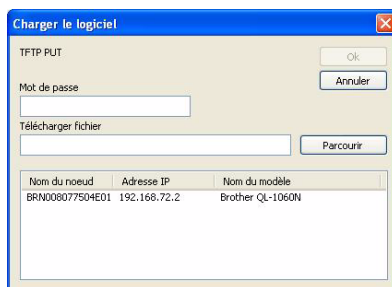 Charger le logiciel
TFTP PUT
Ok
Annuler
Mot de passe
Télécharger fichier
Parcourir
Nom du noeud Adresse IP Nom du modèle
BRN008077504E01 192.168.72.2 Brother QL-1060N